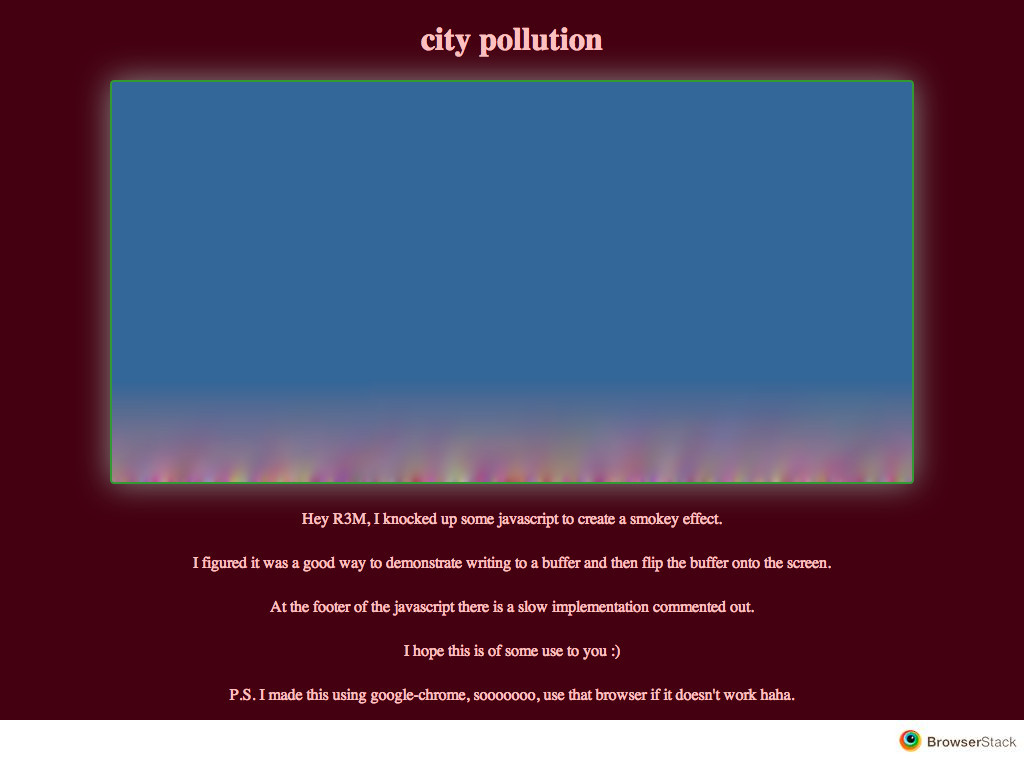 city pollution
Hey R3M, I knocked up some javascript to create a smokey effect.
I figured it was a good way to demonstrate writing to a buffer and then flip the buffer onto the screen.
At the footer of the javascript there is a slow implementation commented out.
I hope this is of some use to you :)
P.S. I made this using google-chrome, sooooooo, use that browser if it doesn't work haha.
BrowserStack